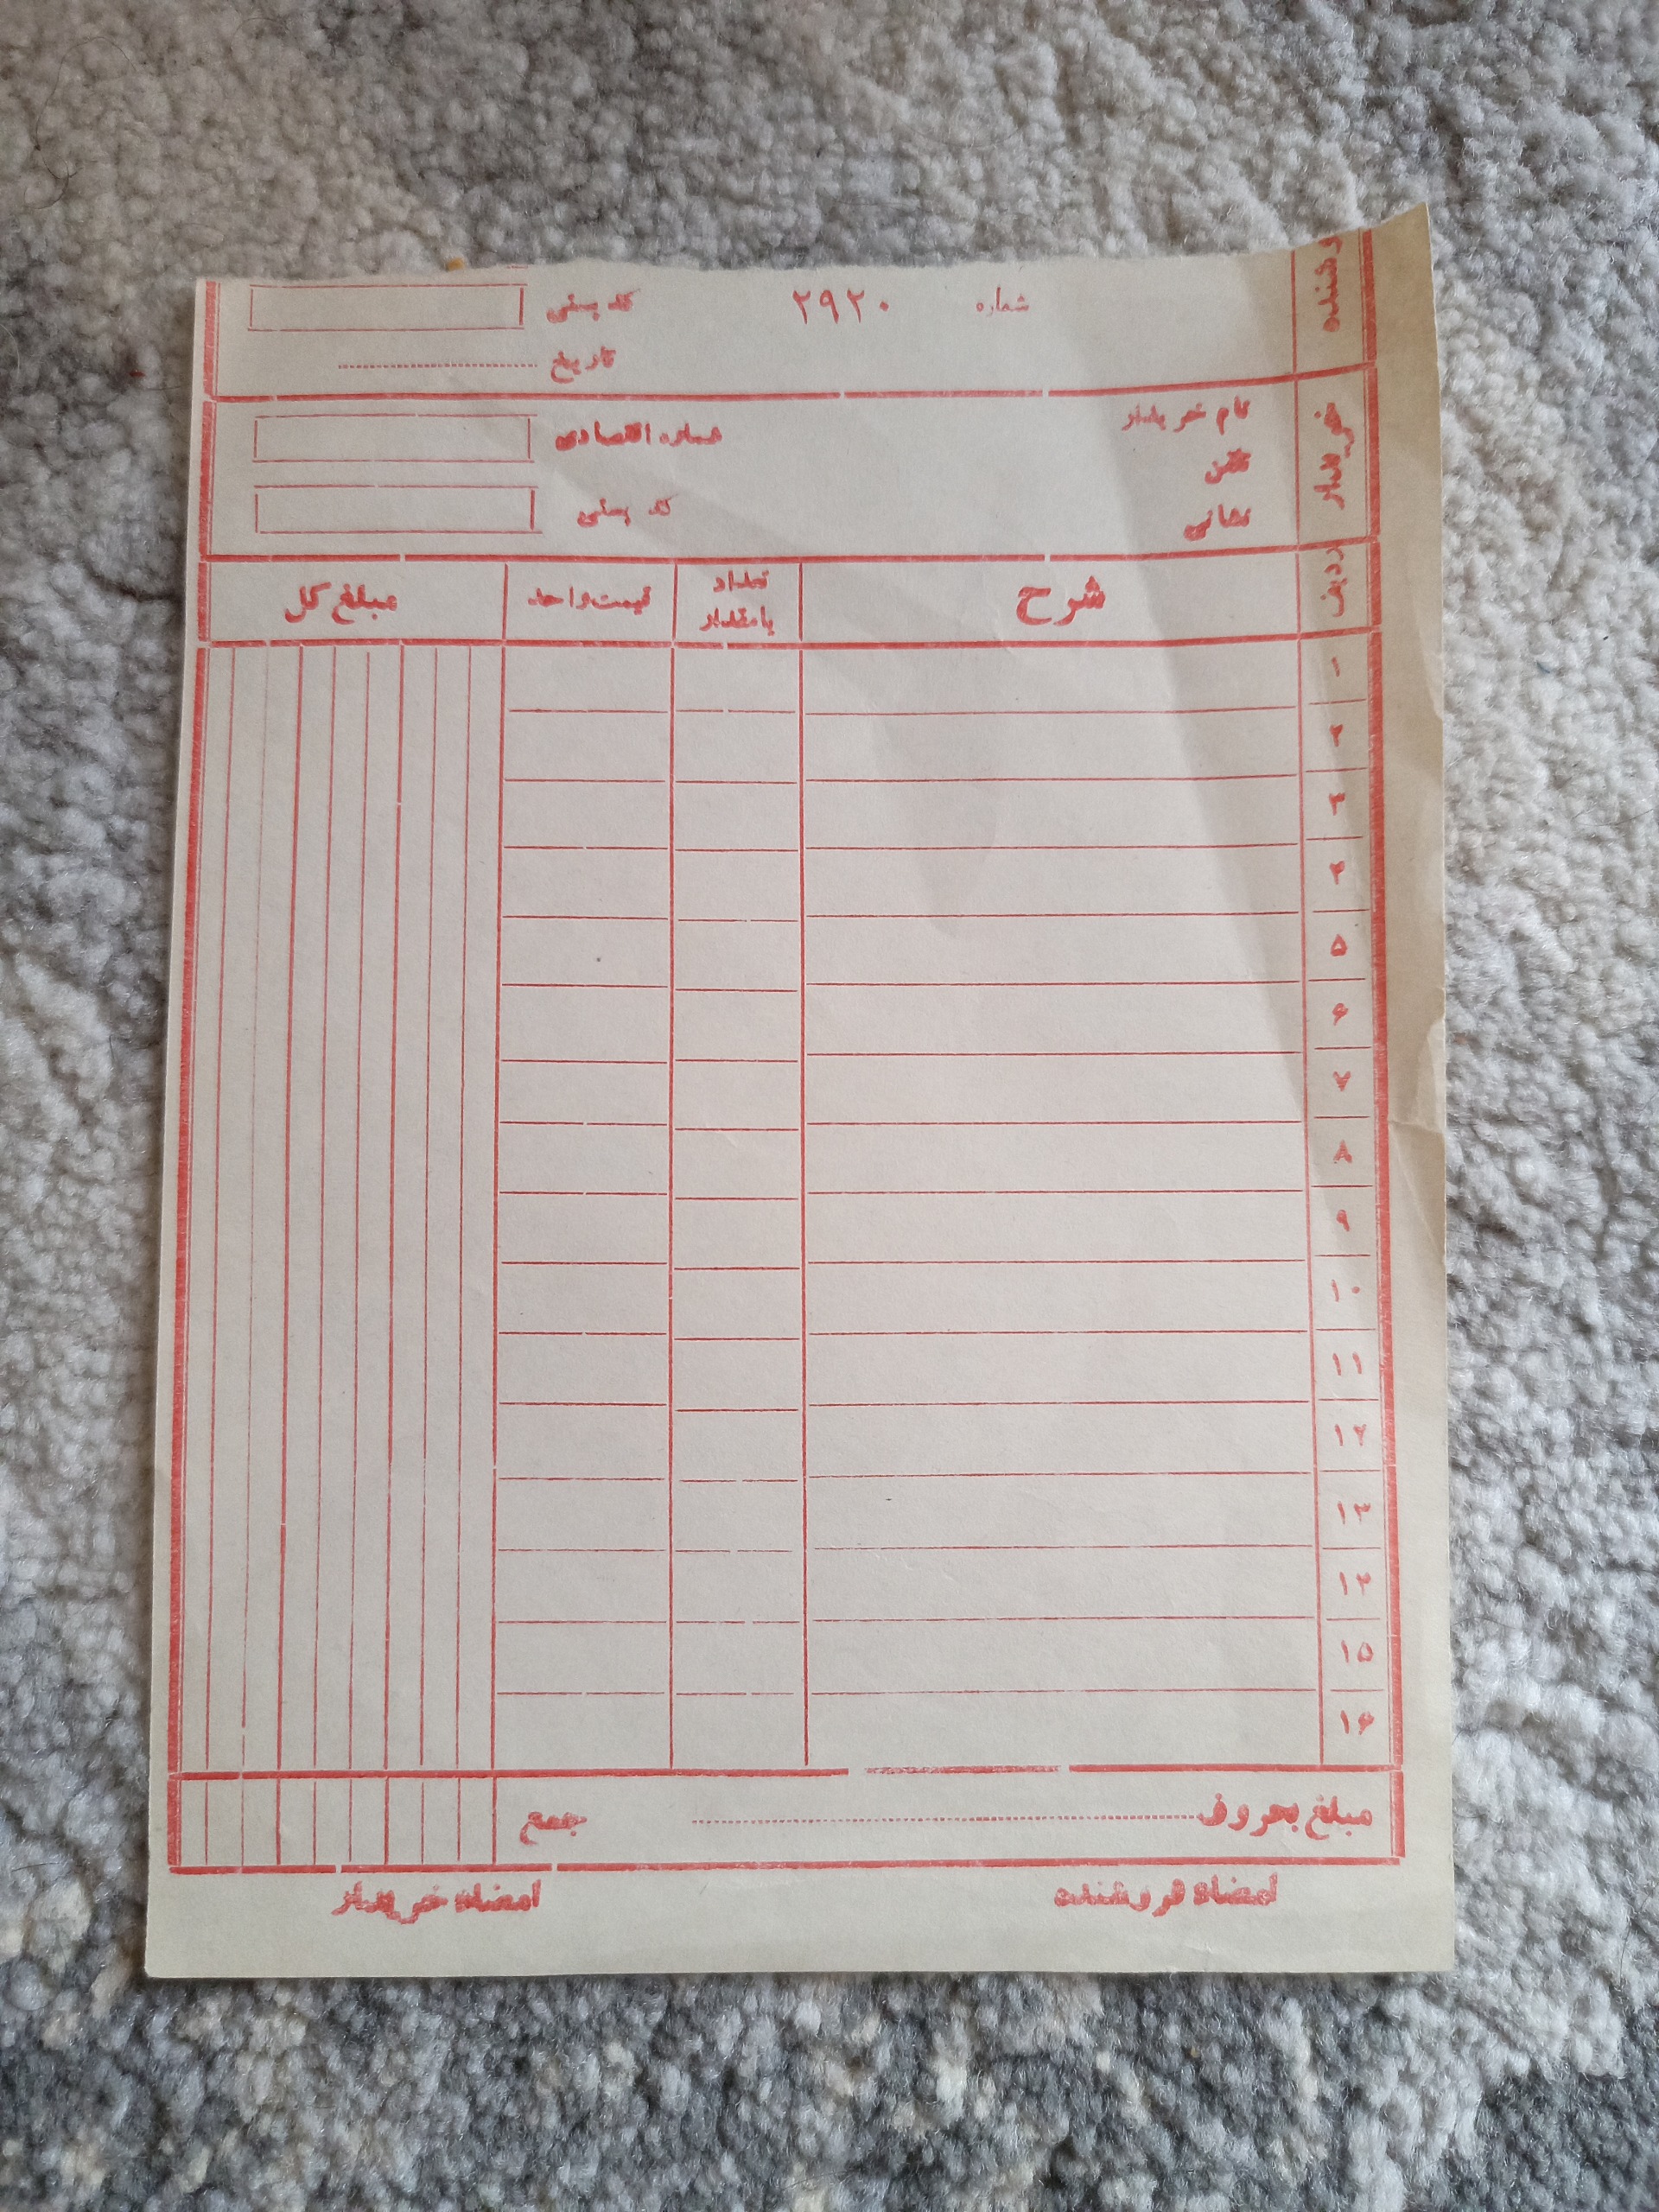 شماره ۲۹۲۰ کد پستی
تاریخ
خریدار
نام خریدار شماره اقتصادی
تلفن
نشانی کد پستی
ردیف شرح تعداد یا مقدار قیمت واحد مبلغ کل
۱
۲
۳
۴
۵
۶
۷
۸
۹
۱۰
۱۱
۱۲
۱۳
۱۴
۱۵
۱۶
مبلغ بحروف جمع
امضاء فروشنده امضاء خریدار